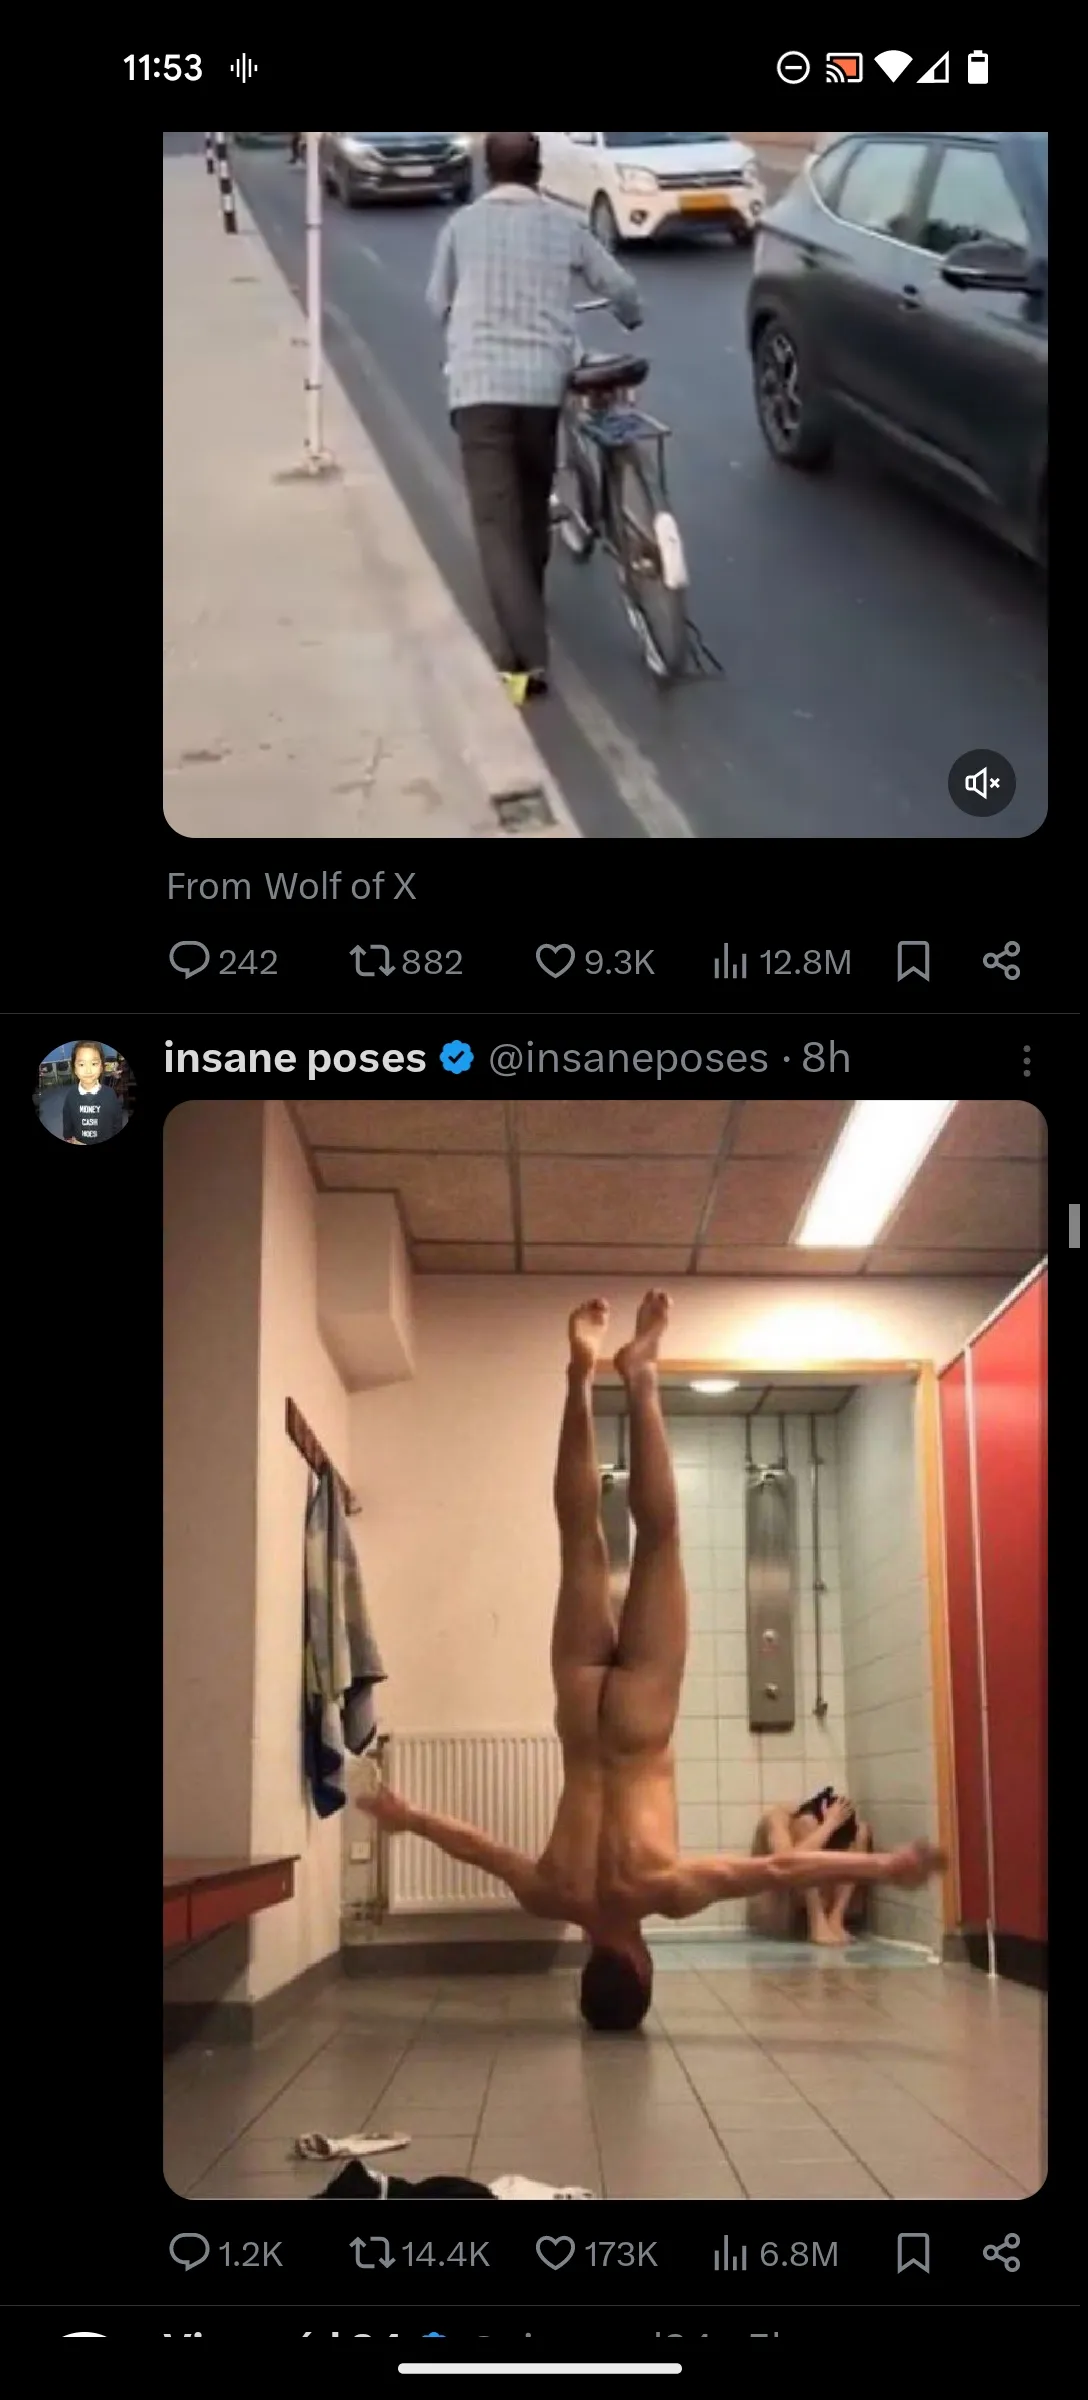 11:53
From Wolf of X
242 882 9.3K 12.8M
insane poses @insaneposes · 8h
MONEY
CASH
HOES
1.2K 14.4K 173K 6.8M